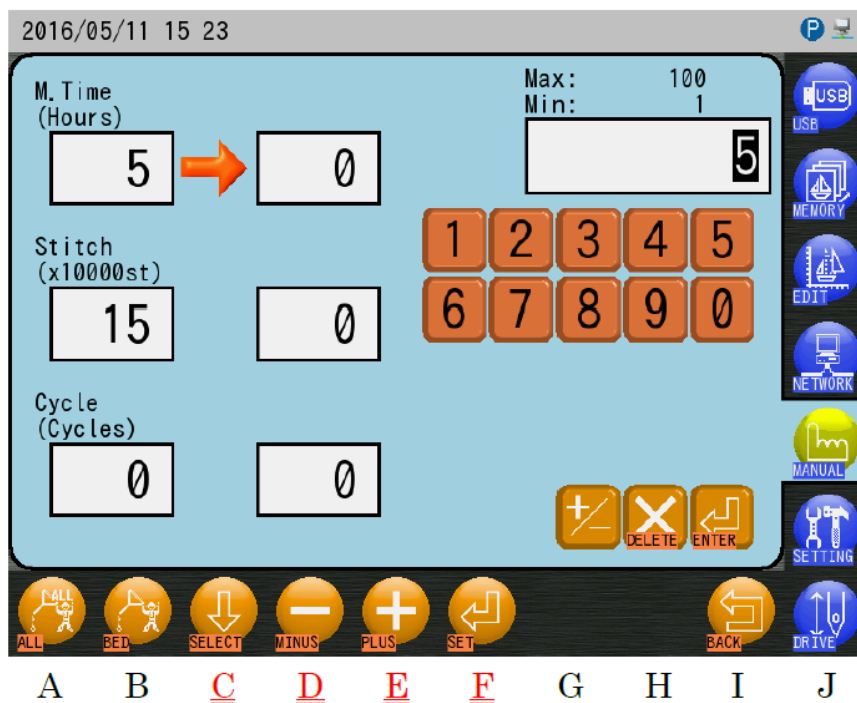 2016/05/11 15 23
P
M.Time
(Hours)
5
0
Max: 100
Min: 1
5
1 2 3 4 5
6 7 8 9 0
Stitch
(x10000st)
15
0
Cycle
(Cycles)
0
0
+/-
DELETE
ENTER
USB
USB
MEMORY
EDIT
NETWORK
MANUAL
SETTING
DRIVE
ALL
ALL
BED
SELECT
MINUS
PLUS
SET
BACK
A B C D E F G H I J